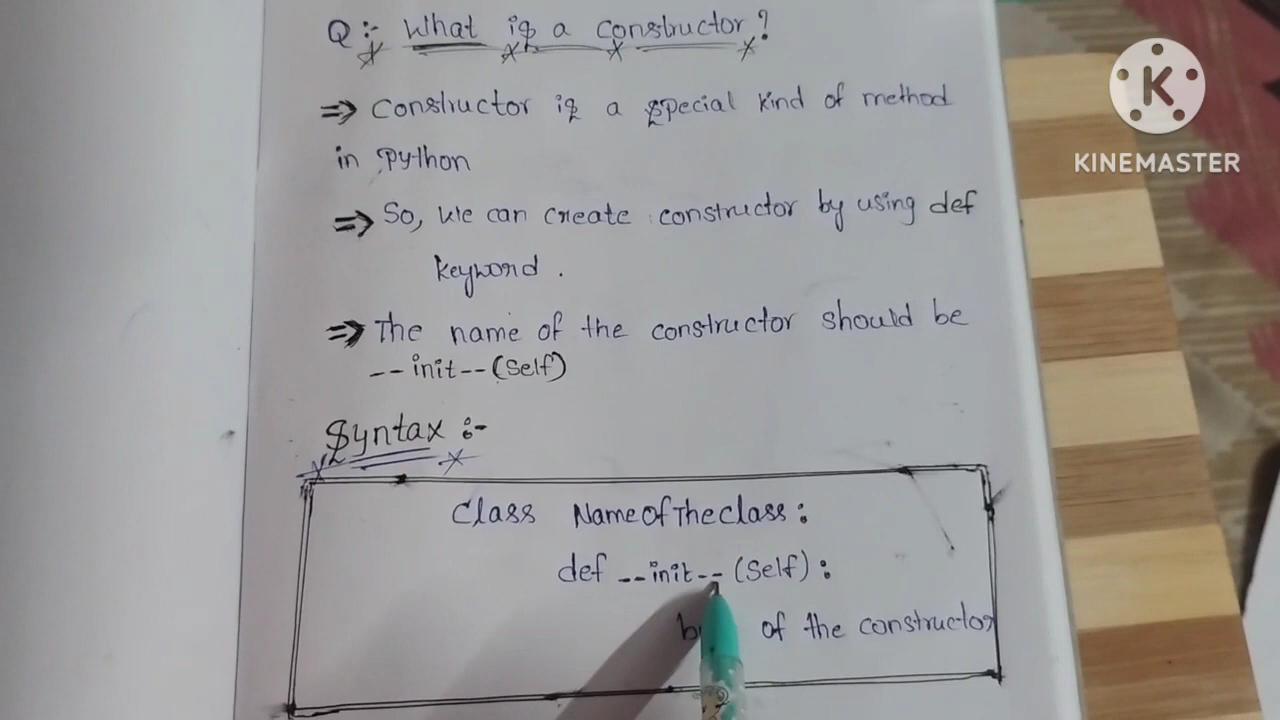 Q:- What is a constructor?
⇒ Constructor is a special kind of method
in Python
⇒ So, we can create constructor by using def
keyword.
⇒ The name of the constructor should be
--init--(Self)
Syntax :-
Class NameOfTheclass:
def --init--(Self):
of the constructor
K
KINEMASTER